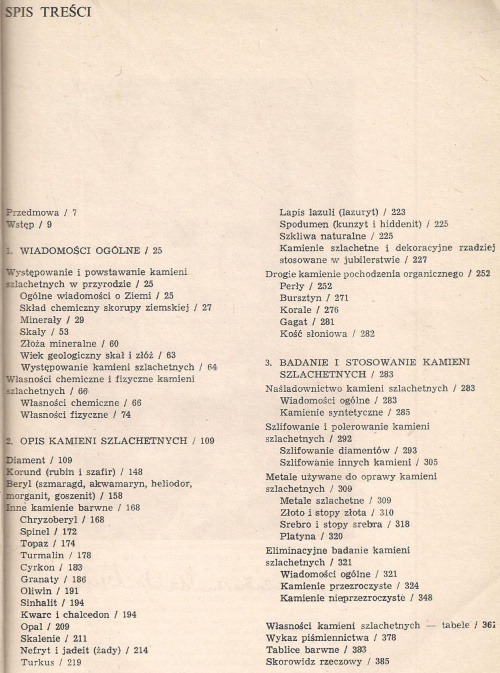 SPIS TREŚCI
Przedmowa / 7
Wstęp / 9
1. WIADOMOŚCI OGÓLNE / 25
Występowanie i powstawanie kamieni
szlachetnych w przyrodzie / 25
Ogólne wiadomości o Ziemi / 25
Skład chemiczny skorupy ziemskiej / 27
Minerały / 29
Skały / 53
Złoża mineralne / 60
Wiek geologiczny skał i złóż / 63
Występowanie kamieni szlachetnych / 64
Własności chemiczne i fizyczne kamieni
szlachetnych / 66
Własności chemiczne / 66
Własności fizyczne / 74
2. OPIS KAMIENI SZLACHETNYCH / 109
Diament / 109
Korund (rubin i szafir) / 148
Beryl (szmaragd, akwamaryn, heliodor,
morganit, goszenit) / 158
Inne kamienie barwne / 168
Chryzoberyl / 168
Spinel / 172
Topaz / 174
Turmalin / 178
Cyrkon / 183
Granaty / 186
Oliwin / 191
Sinhalit / 194
Kwarc i chalcedon / 194
Opal / 209
Skalenie / 211
Nefryt i jadeit (żady) / 214
Turkus / 219
Lapis lazuli (lazuryt) / 223
Spodumen (kunzyt i hiddenit) / 225
Szkliwa naturalne / 225
Kamienie szlachetne i dekoracyjne rzadziej
stosowane w jubilerstwie / 227
Drogie kamienie pochodzenia organicznego / 252
Perły / 252
Bursztyn / 271
Korale / 276
Gagat / 281
Kość słoniowa / 282
3. BADANIE I STOSOWANIE KAMIENI
SZLACHETNYCH / 283
Naśladownictwo kamieni szlachetnych / 283
Wiadomości ogólne / 283
Kamienie syntetyczne / 285
Szlifowanie i polerowanie kamieni
szlachetnych / 292
Szlifowanie diamentów / 293
Szlifowanie innych kamieni / 305
Metale używane do oprawy kamieni
szlachetnych / 309
Metale szlachetne / 309
Złoto i stopy złota / 310
Srebro i stopy srebra / 318
Platyna / 320
Eliminacyjne badanie kamieni
szlachetnych / 321
Wiadomości ogólne / 321
Kamienie przezroczyste / 324
Kamienie nieprzezroczyste / 348
Własności kamieni szlachetnych — tabele /
Wykaz piśmiennictwa / 378
Tablice barwne / 383
Skorowidz rzeczowy / 385